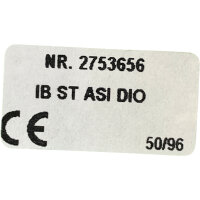 NR. 2753656
IB ST ASI DIO
CE
50/96